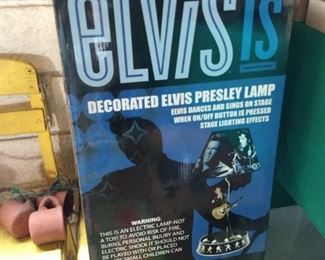 elvis is
DECORATED ELVIS PRESLEY LAMP
ELVIS DANCES AND SINGS ON STAGE
WHEN ON/OFF BUTTON IS PRESSED
STAGE LIGHTING EFFECTS
WARNING:
THIS IS AN ELECTRIC LAMP-NOT
A TOY! TO AVOID RISK OF FIRE,
BURNS, PERSONAL INJURY AND
ELECTRIC SHOCK IT SHOULD NOT
BE PLAYED WITH OR PLACED
SMALL CHILDREN CAN